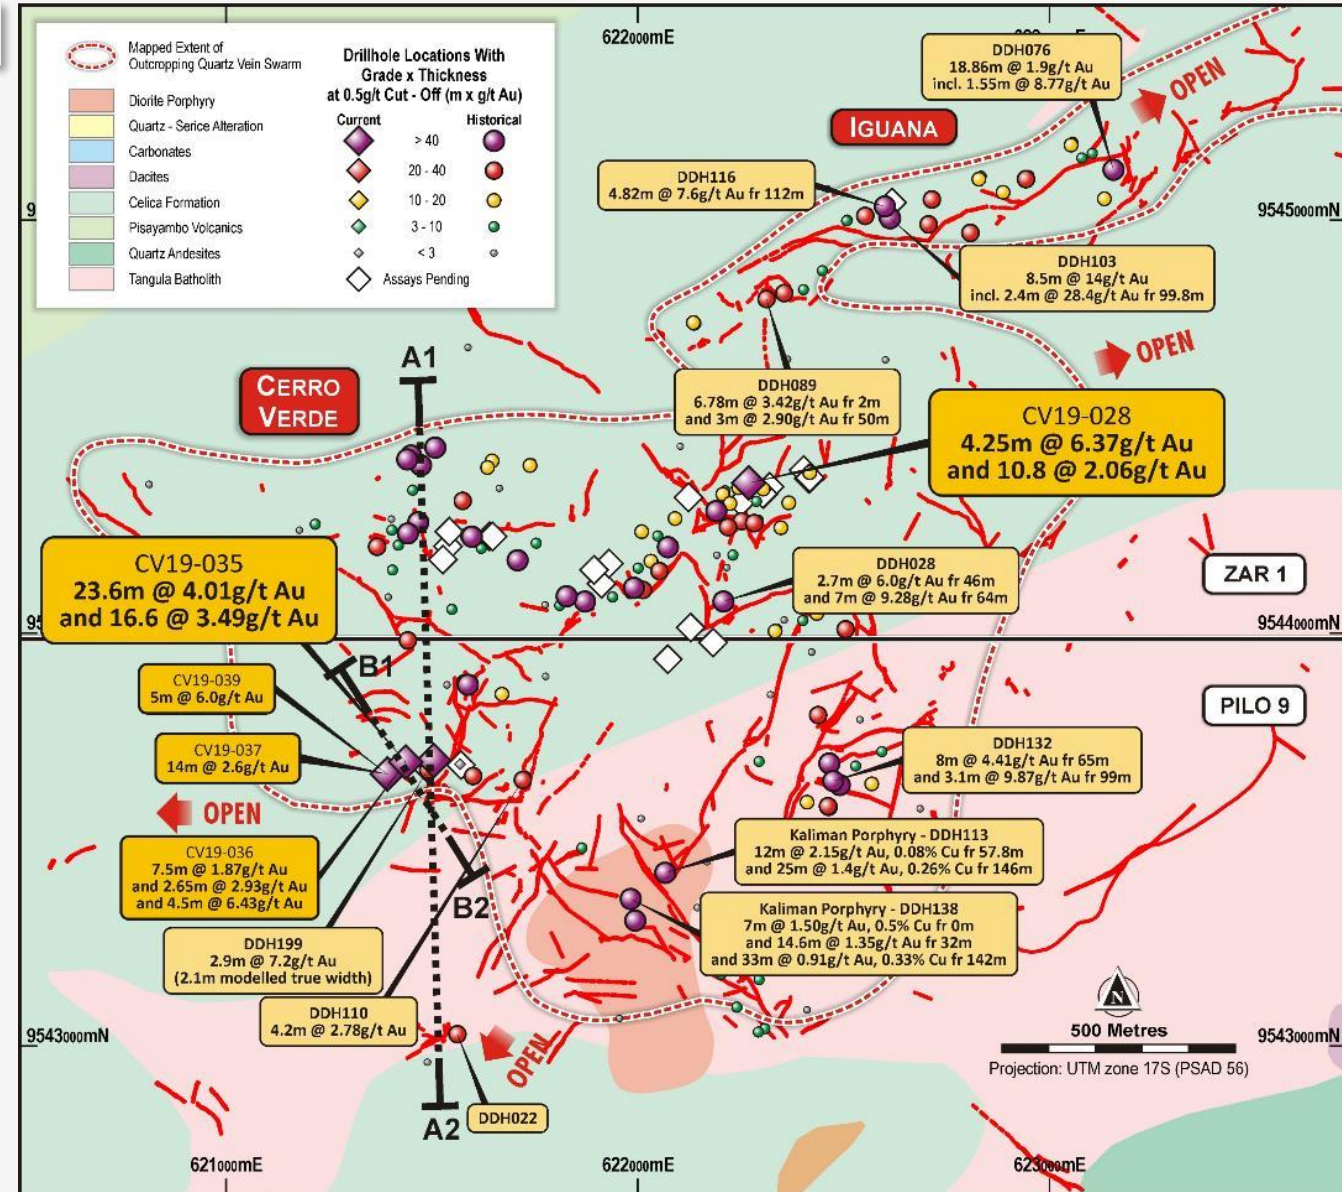 Mapped Extent of
Outcropping Quartz Vein Swarm
Diorite Porphyry
Quartz - Serice Alteration
Carbonates
Dacites
Celica Formation
Pisayambo Volcanics
Quartz Andesites
Tangula Batholith
Drillhole Locations With
Grade x Thickness
at 0.5g/t Cut - Off (m x g/t Au)
Current Historical
> 40
20 - 40
10 - 20
3 - 10
< 3
Assays Pending
622000mE
DDH076
18.86m @ 1.9g/t Au
incl. 1.55m @ 8.77g/t Au
OPEN
IGUANA
DDH116
4.82m @ 7.6g/t Au fr 112m
9545000mN
DDH103
8.5m @ 14g/t Au
incl. 2.4m @ 28.4g/t Au fr 99.8m
OPEN
A1
CERRO
VERDE
DDH089
6.78m @ 3.42g/t Au fr 2m
and 3m @ 2.90g/t Au fr 50m
CV19-028
4.25m @ 6.37g/t Au
and 10.8 @ 2.06g/t Au
CV19-035
23.6m @ 4.01g/t Au
and 16.6 @ 3.49g/t Au
DDH028
2.7m @ 6.0g/t Au fr 46m
and 7m @ 9.28g/t Au fr 64m
ZAR 1
9544000mN
B1
CV19-039
5m @ 6.0g/t Au
PILO 9
CV19-037
14m @ 2.6g/t Au
DDH132
8m @ 4.41g/t Au fr 65m
and 3.1m @ 9.87g/t Au fr 99m
OPEN
CV19-036
7.5m @ 1.87g/t Au
and 2.65m @ 2.93g/t Au
and 4.5m @ 6.43g/t Au
Kaliman Porphyry - DDH113
12m @ 2.15g/t Au, 0.08% Cu fr 57.8m
and 25m @ 1.4g/t Au, 0.26% Cu fr 146m
B2
Kaliman Porphyry - DDH138
7m @ 1.50g/t Au, 0.5% Cu fr 0m
and 14.6m @ 1.35g/t Au fr 32m
and 33m @ 0.91g/t Au, 0.33% Cu fr 142m
DDH199
2.9m @ 7.2g/t Au
(2.1m modelled true width)
DDH110
4.2m @ 2.78g/t Au
N
500 Metres
Projection: UTM zone 17S (PSAD 56)
9543000mN
9543000mN
OPEN
A2
DDH022
621000mE
622000mE
623000mE